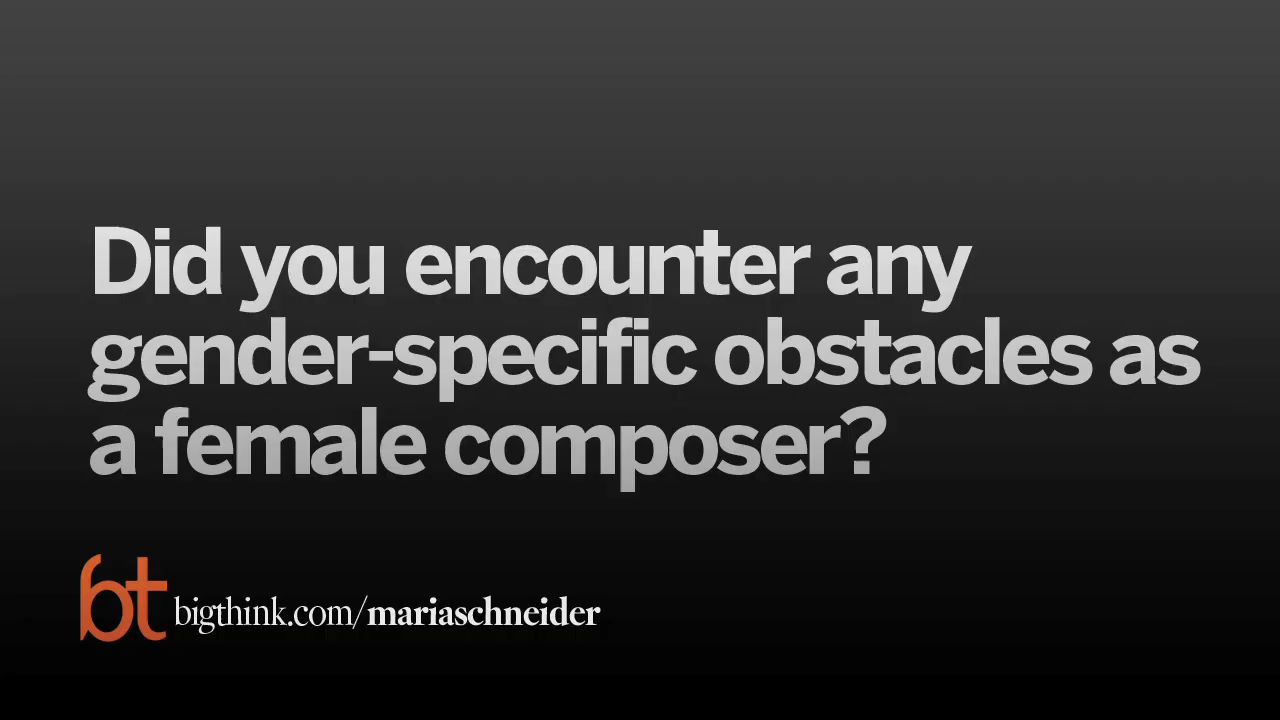 Did you encounter any
gender-specific obstacles as
a female composer?
bt bigthink.com/mariaschneider